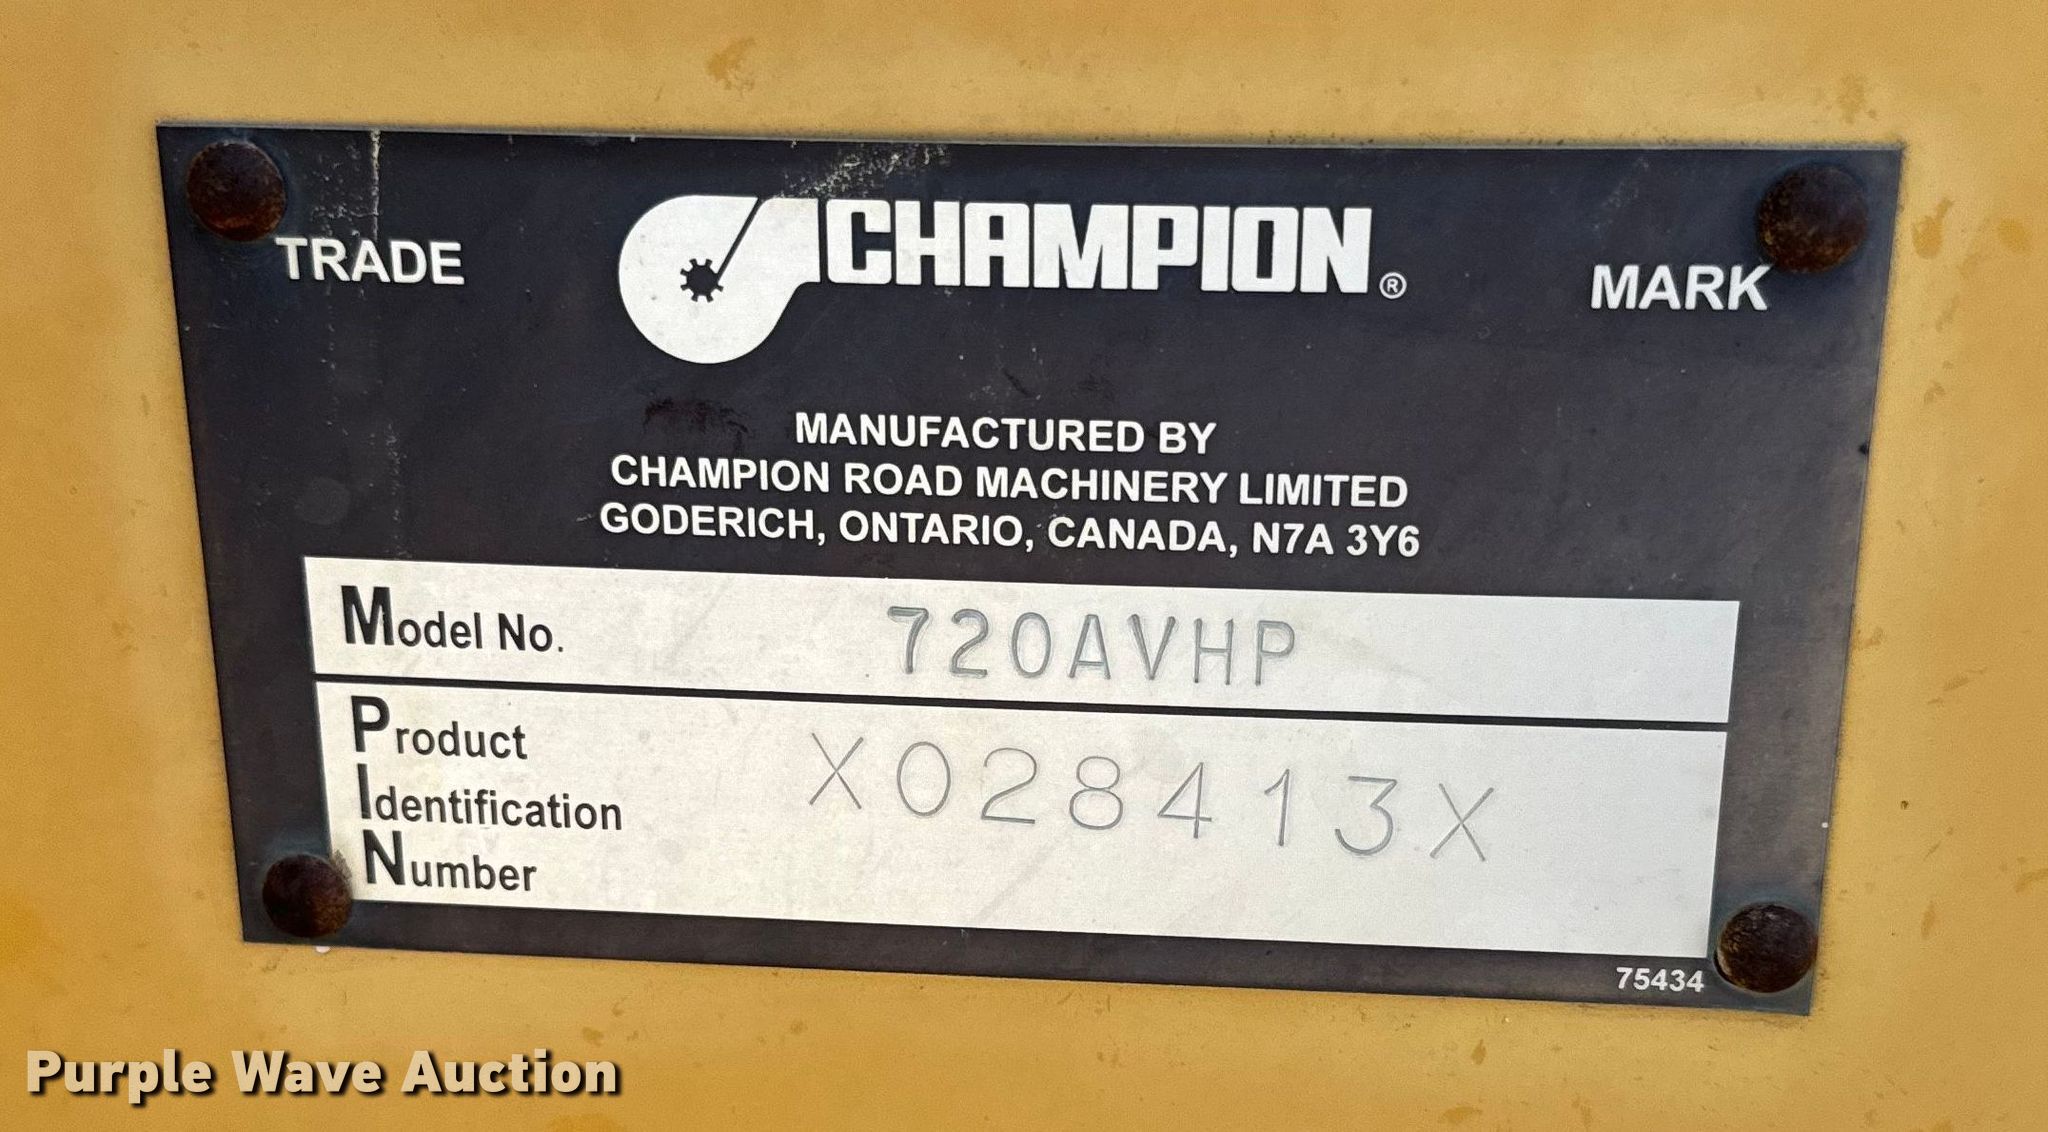 TRADE
CHAMPION®
MARK
MANUFACTURED BY
CHAMPION ROAD MACHINERY LIMITED
GODERICH, ONTARIO, CANADA, N7A 3Y6
Model No. 720AVHP
Product
Identification
Number
X028413X
75434
Purple Wave Auction